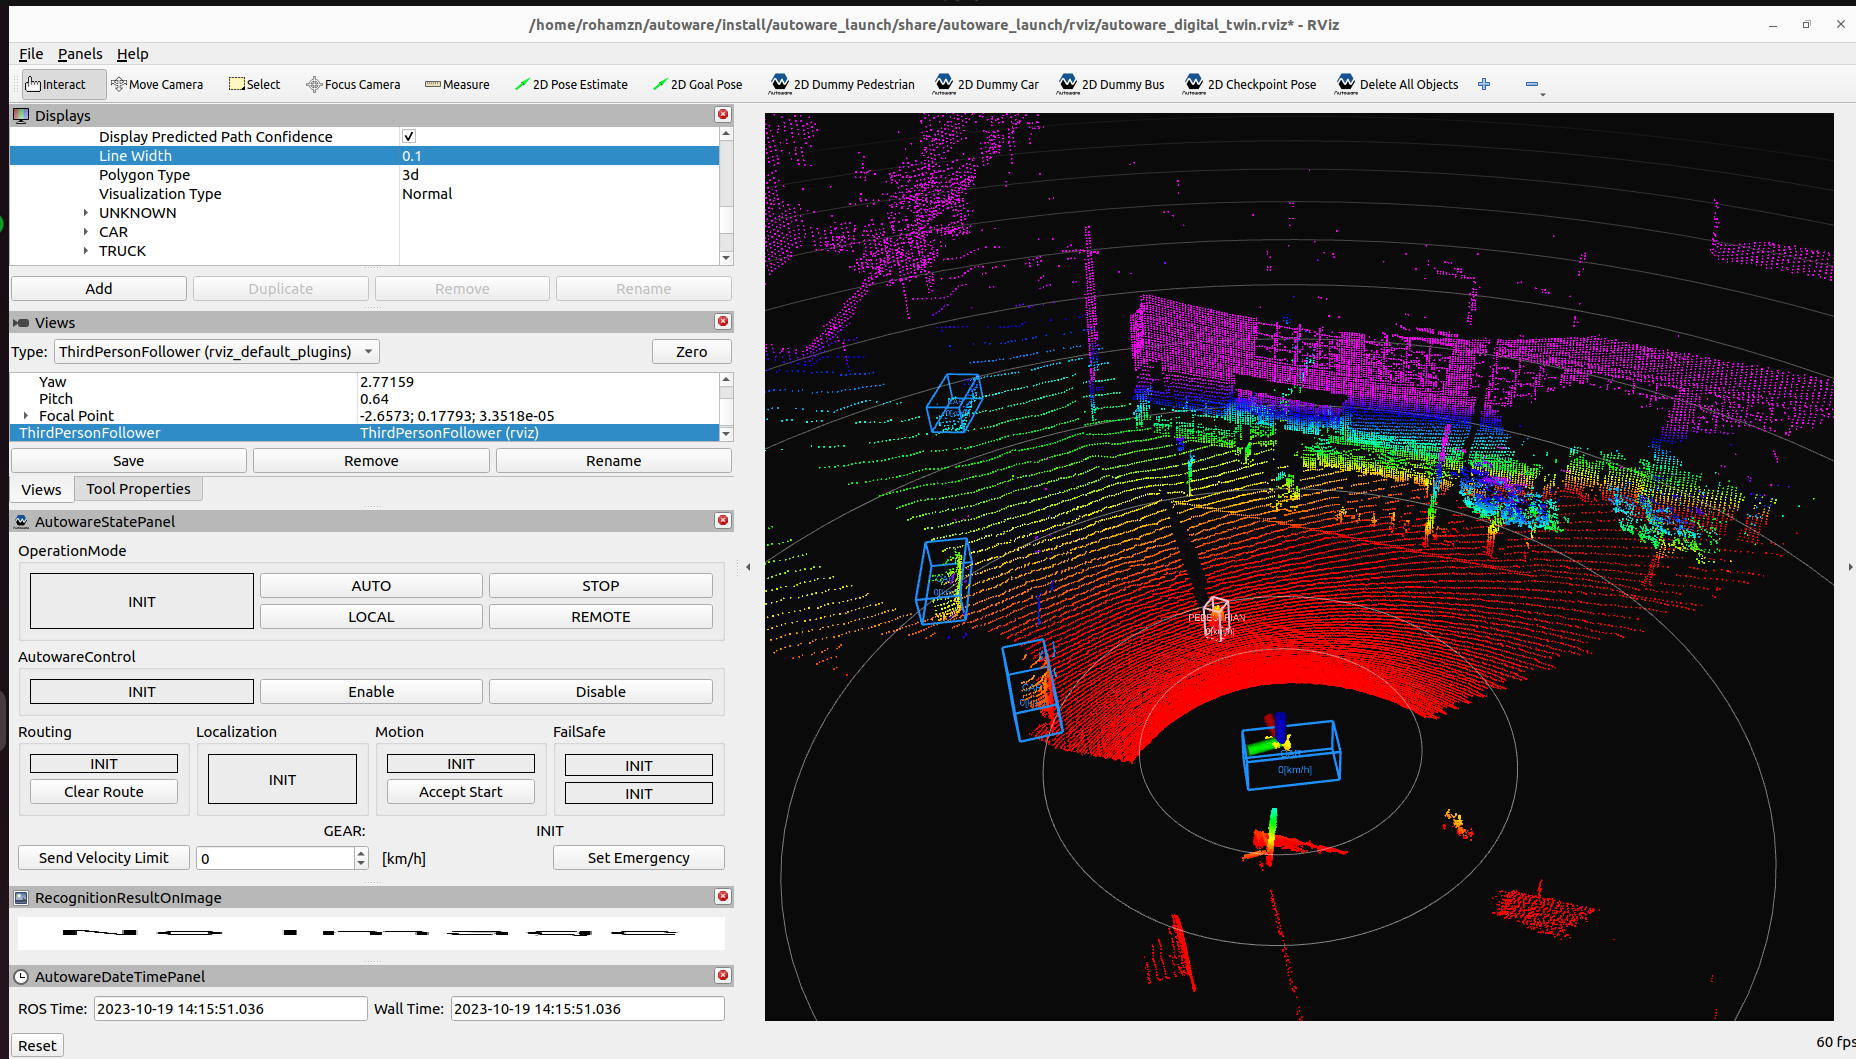 /home/rohamzn/autoware/install/autoware_launch/share/autoware_launch/rviz/autoware_digital_twin.rviz* - RViz
File Panels Help
Interact Move Camera Select Focus Camera Measure 2D Pose Estimate 2D Goal Pose 2D Dummy Pedestrian 2D Dummy Car 2D Dummy Bus 2D Checkpoint Pose Delete All Objects
Displays
Display Predicted Path Confidence
Line Width 0.1
Polygon Type 3d
Visualization Type Normal
UNKNOWN
CAR
TRUCK
Add Duplicate Remove Rename
Views
Type: ThirdPersonFollower (rviz_default_plugins) Zero
Yaw 2.77159
Pitch 0.64
Focal Point -2.6573; 0.17793; 3.3518e-05
ThirdPersonFollower ThirdPersonFollower (rviz)
Save Remove Rename
Views Tool Properties
AutowareStatePanel
OperationMode
INIT AUTO STOP
LOCAL REMOTE
AutowareControl
INIT Enable Disable
Routing Localization Motion FailSafe
INIT INIT INIT INIT
Clear Route Accept Start INIT
GEAR: INIT
Send Velocity Limit 0 [km/h] Set Emergency
RecognitionResultOnImage
AutowareDateTimePanel
ROS Time: 2023-10-19 14:15:51.036 Wall Time: 2023-10-19 14:15:51.036
Reset
PEDESTRIAN
0[km/h]
0[km/h]
60 fps